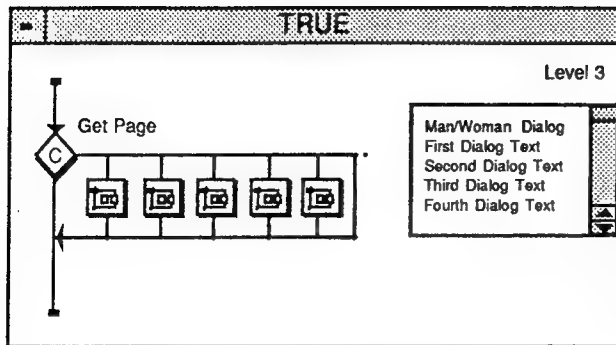 TRUE
Level 3
Get Page
C
Man/Woman Dialog
First Dialog Text
Second Dialog Text
Third Dialog Text
Fourth Dialog Text